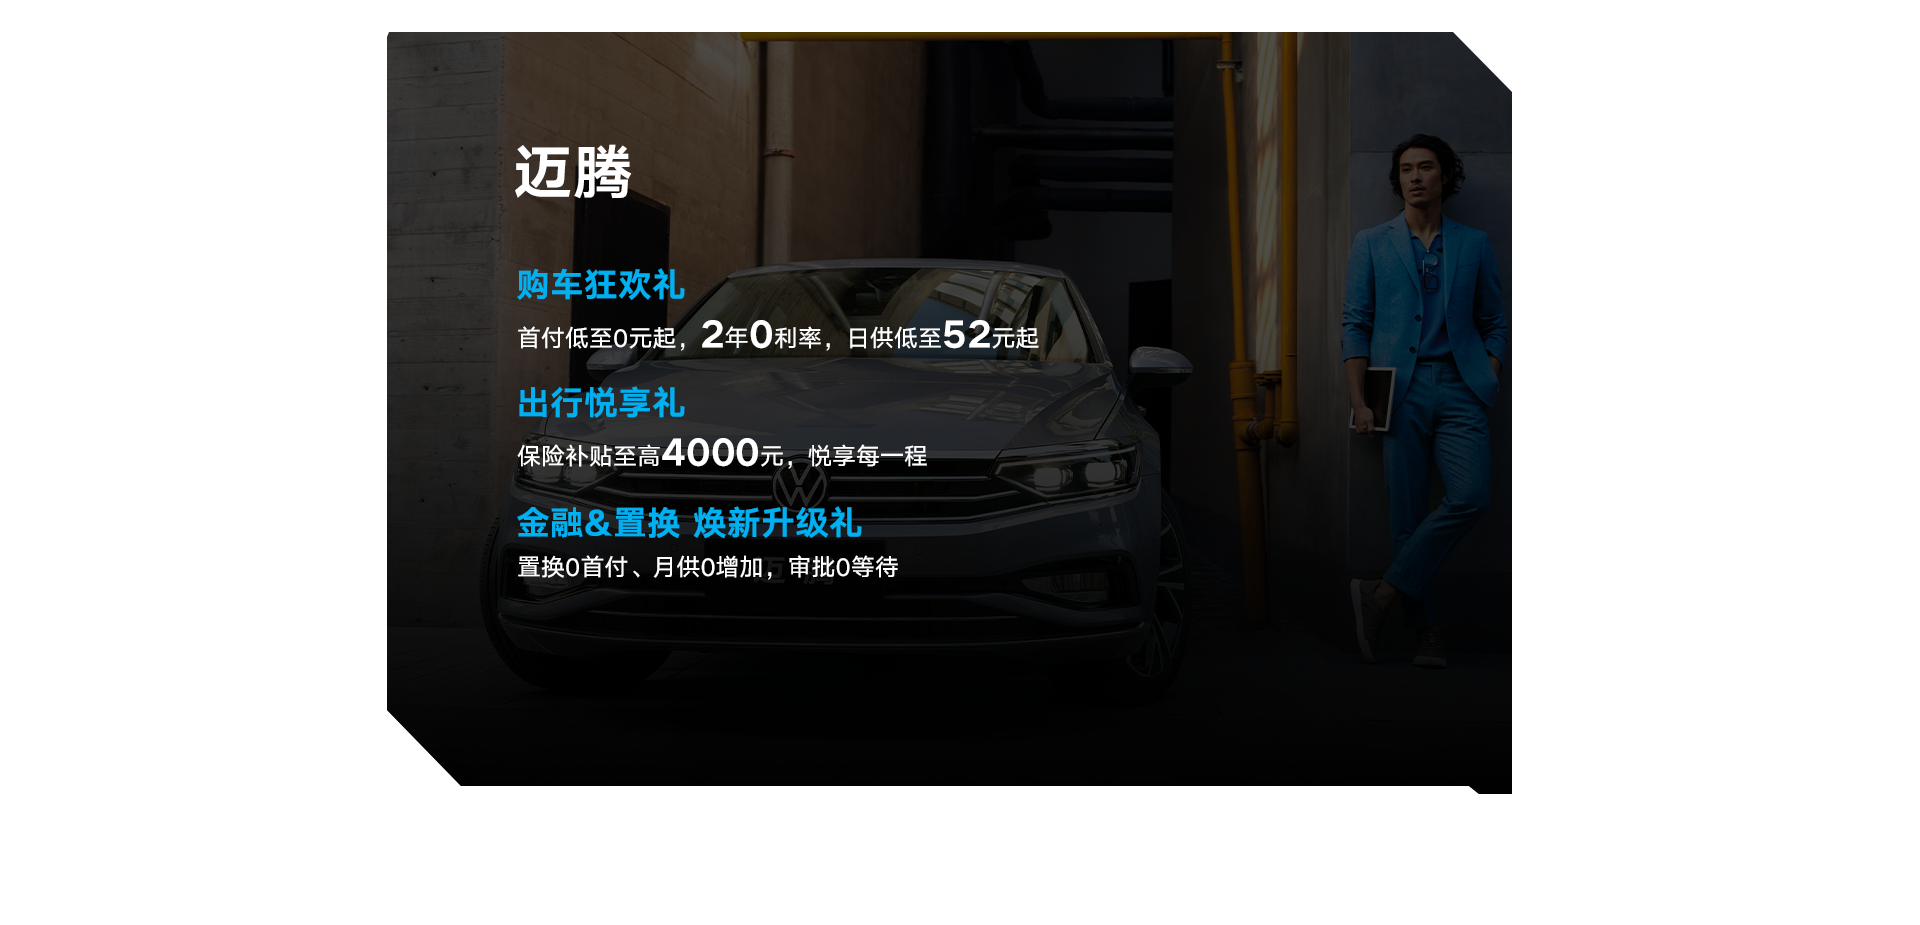 迈腾
购车狂欢礼
首付低至0元起，2年0利率，日供低至52元起
出行悦享礼
保险补贴至高4000元，悦享每一程
金融&置换 焕新升级礼
置换0首付、月供0增加，审批0等待
迈腾